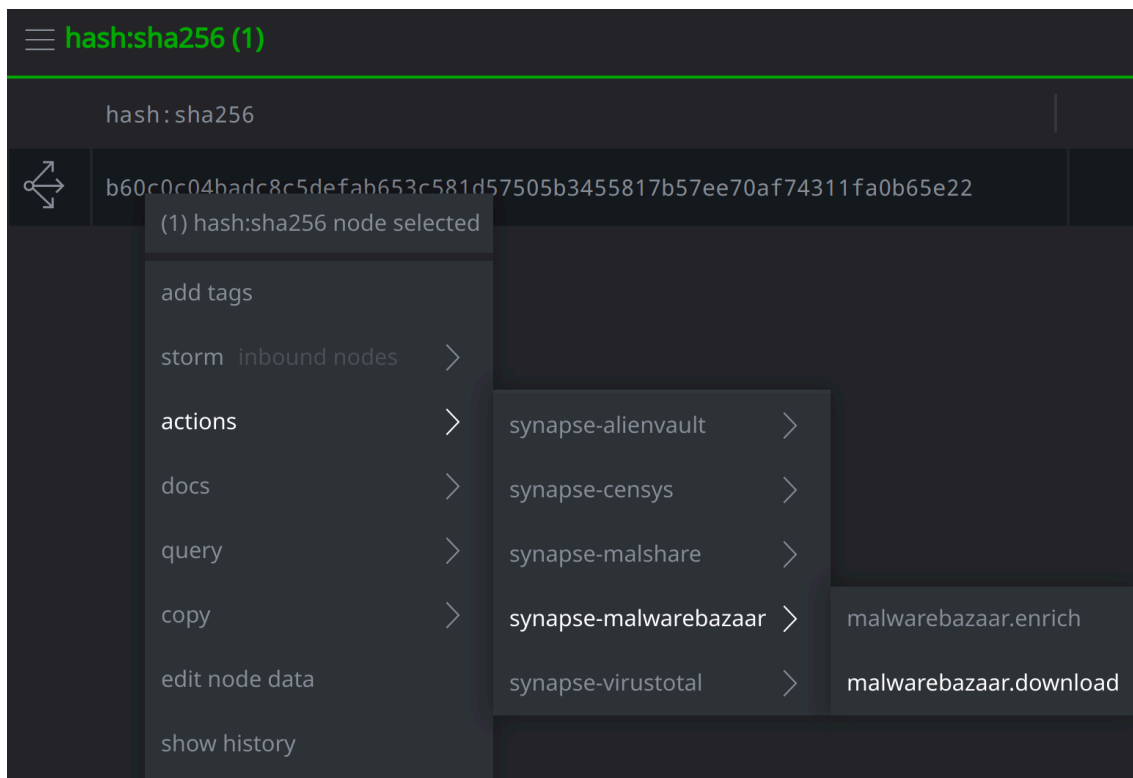 hash:sha256 (1)
hash:sha256
b60c0c04badc8c5defab653c581d57505b3455817b57ee70af74311fa0b65e22
(1) hash:sha256 node selected
add tags
storm inbound nodes
actions
docs
query
copy
edit node data
show history
synapse-alienvault
synapse-censys
synapse-malshare
synapse-malwarebazaar
synapse-virustotal
malwarebazaar.enrich
malwarebazaar.download